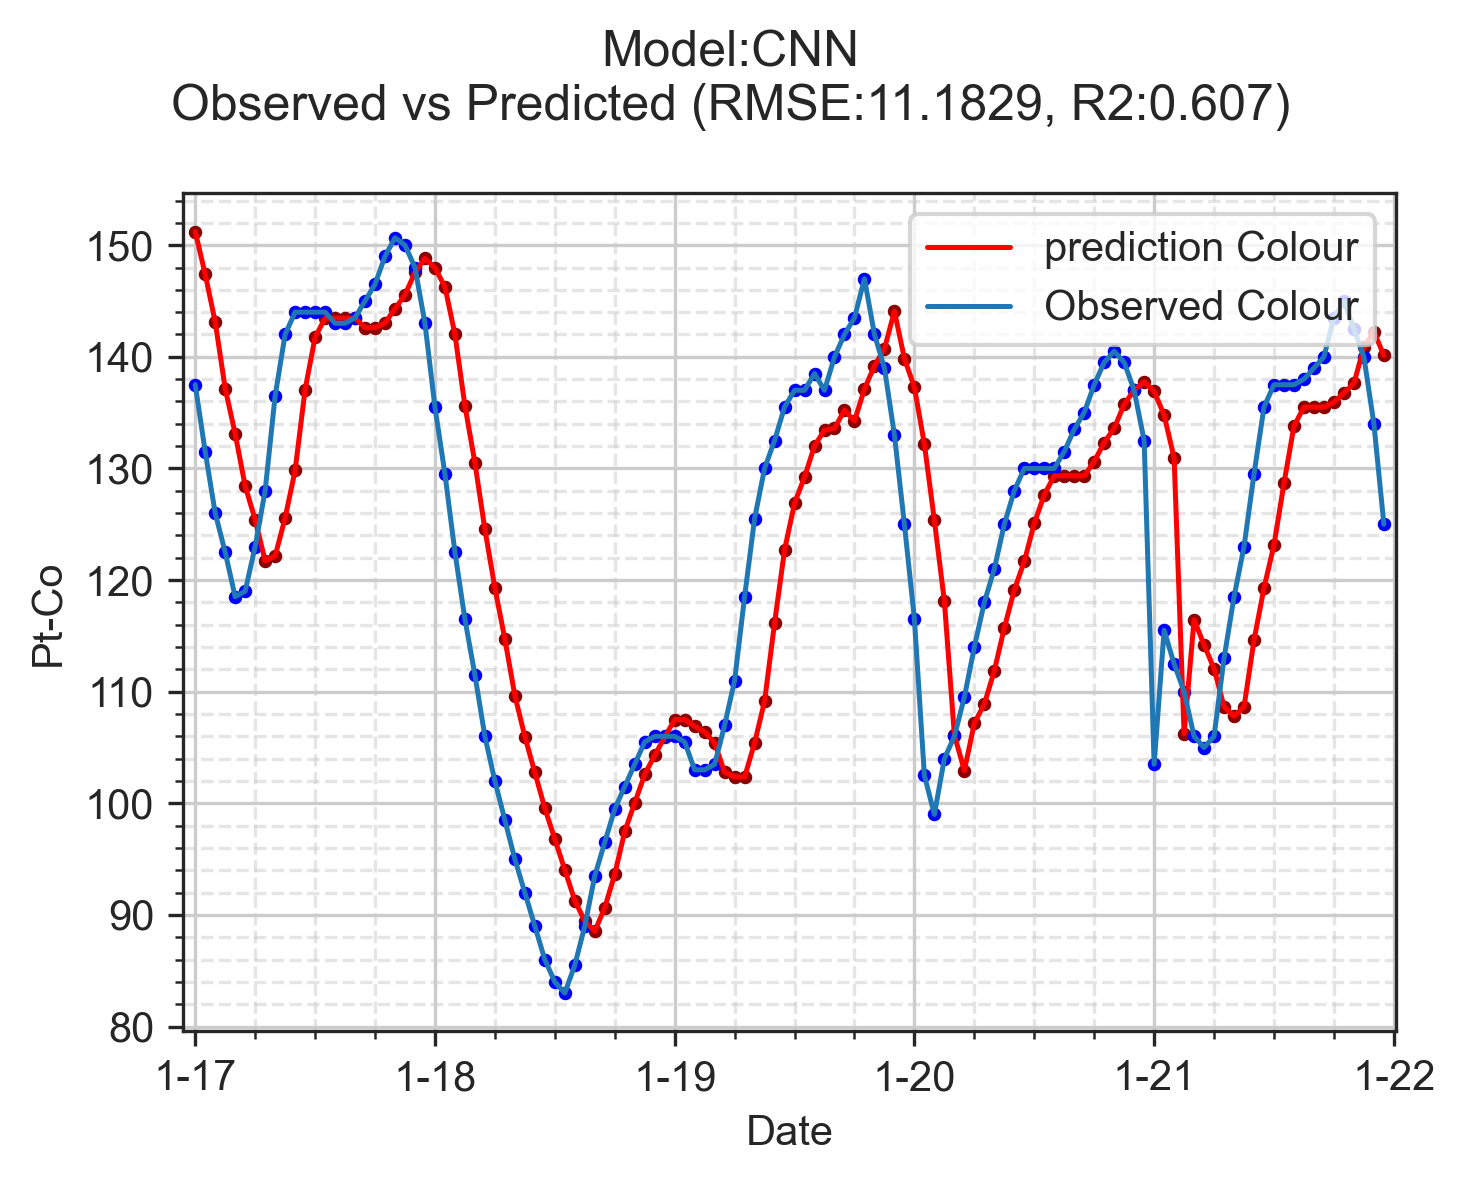 Model:CNN
Observed vs Predicted (RMSE:11.1829, R2:0.607)
prediction Colour
Observed Colour
150
140
130
120
110
100
90
80
Pt-Co
1-17
1-18
1-19
1-20
1-21
1-22
Date